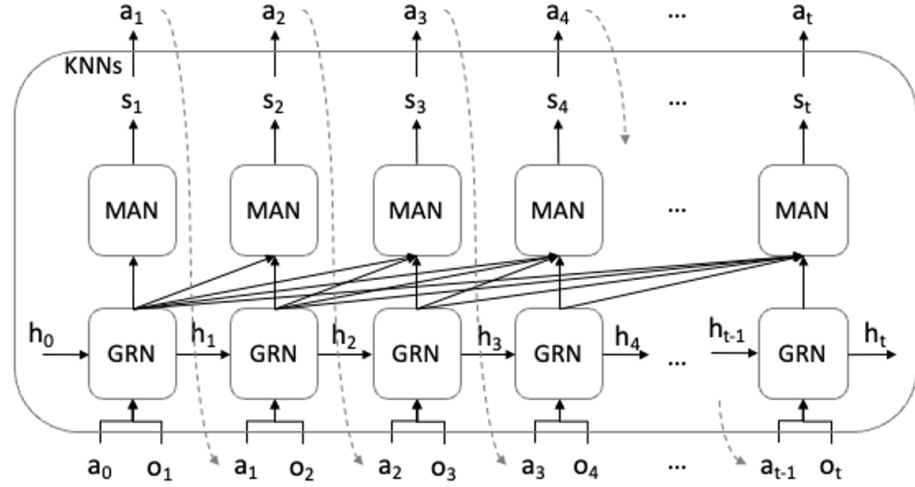 a1 a2 a3 a4 ... at
KNNs
s1 s2 s3 s4 ... st
MAN MAN MAN MAN ... MAN
h0 GRN h1 GRN h2 GRN h3 GRN h4 ... ht-1 GRN ht
a0 o1 a1 o2 a2 o3 a3 o4 ... at-1 ot